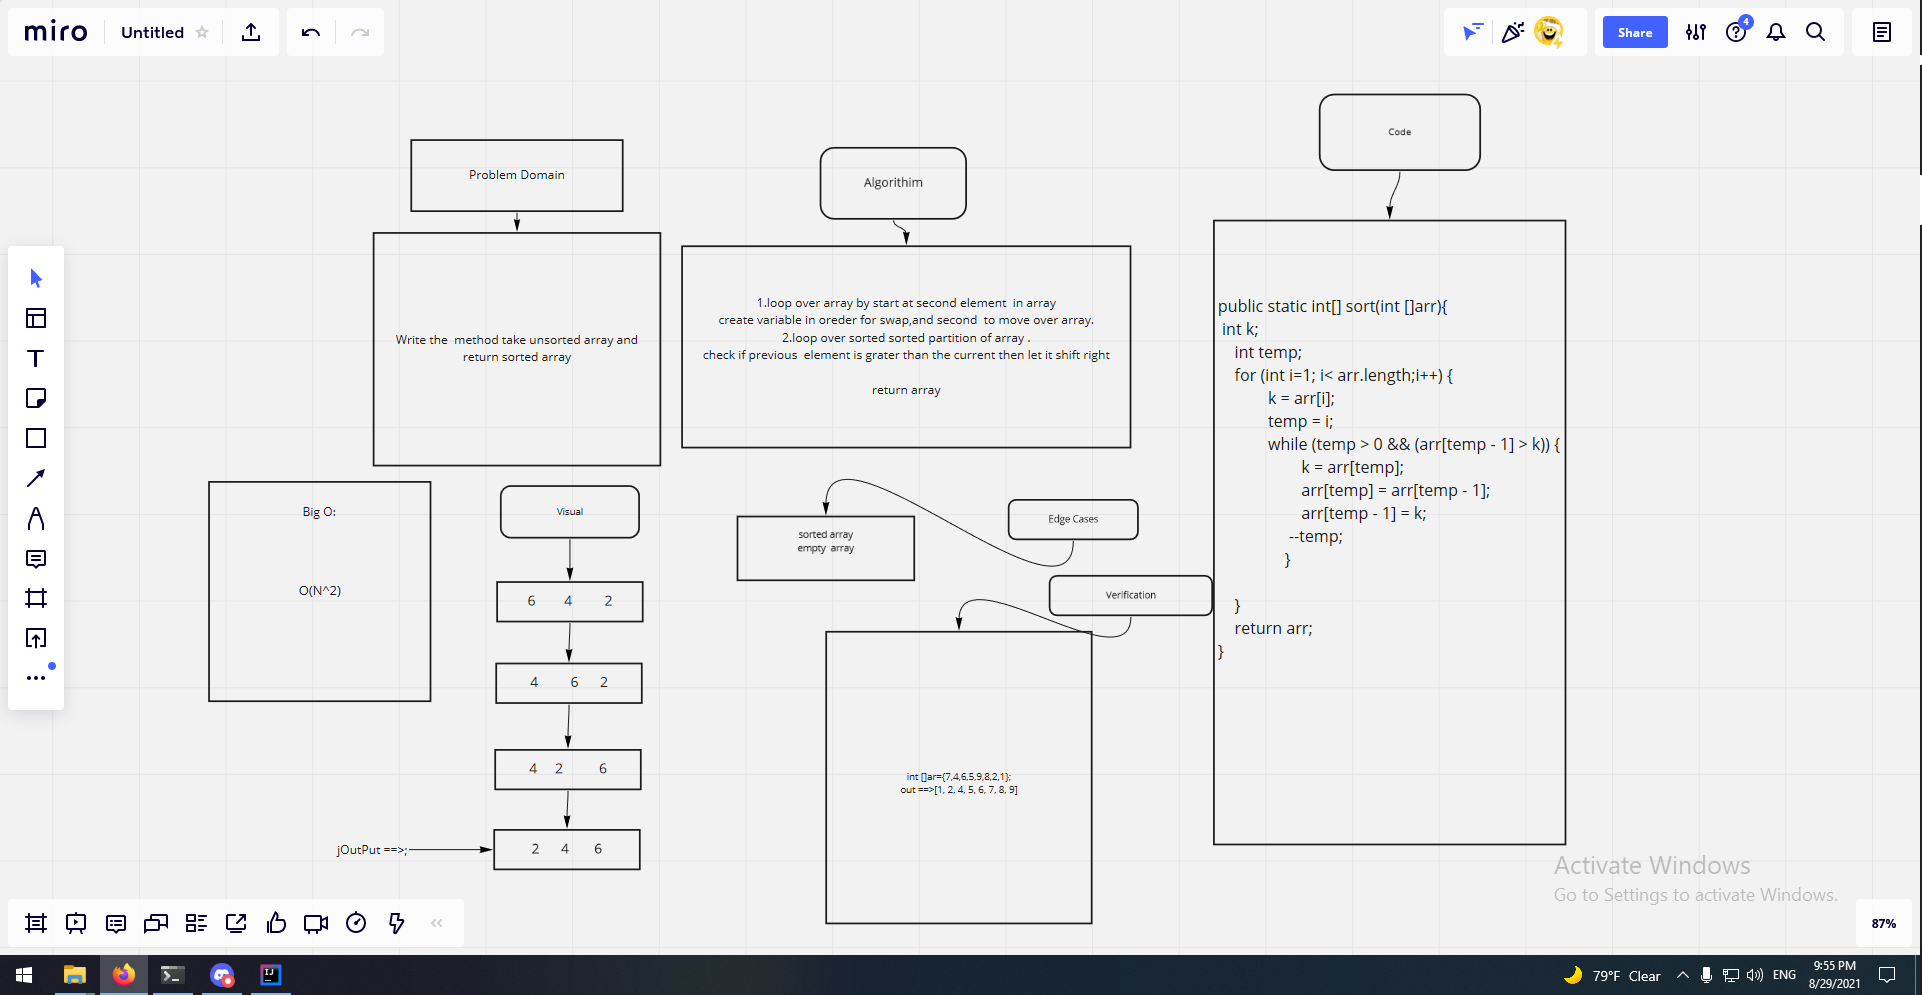 miro
Untitled
Share
4
Problem Domain
Write the  method take unsorted array and
return sorted array
Algorithim
1.loop over array by start at second element  in array
create variable in oreder for swap,and second  to move over array.
2.loop over sorted sorted partition of array .
check if previous  element is grater than the current then let it shift right
return array
Code
public static int[] sort(int []arr){
int k;
int temp;
for (int i=1; i< arr.length;i++) {
k = arr[i];
temp = i;
while (temp > 0 && (arr[temp - 1] > k)) {
k = arr[temp];
arr[temp] = arr[temp - 1];
arr[temp - 1] = k;
--temp;
}
}
return arr;
}
Big O:
O(N^2)
Visual
6 4 2
4 6 2
4 2 6
jOutPut ==>;
2 4 6
Edge Cases
sorted array
empty  array
Verification
int []ar={7,4,6,5,9,8,2,1};
out ==>[1, 2, 4, 5, 6, 7, 8, 9]
Activate Windows
Go to Settings to activate Windows.
87%
IJ
79°F Clear
ENG
9:55 PM
8/29/2021